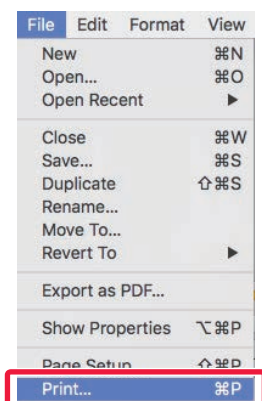 File Edit Format View
New ⌘N
Open... ⌘O
Open Recent ▶
Close ⌘W
Save... ⌘S
Duplicate ⇧⌘S
Rename...
Move To...
Revert To ▶
Export as PDF...
Show Properties ⌥⌘P
Page Setup ⇧⌘P
Print... ⌘P